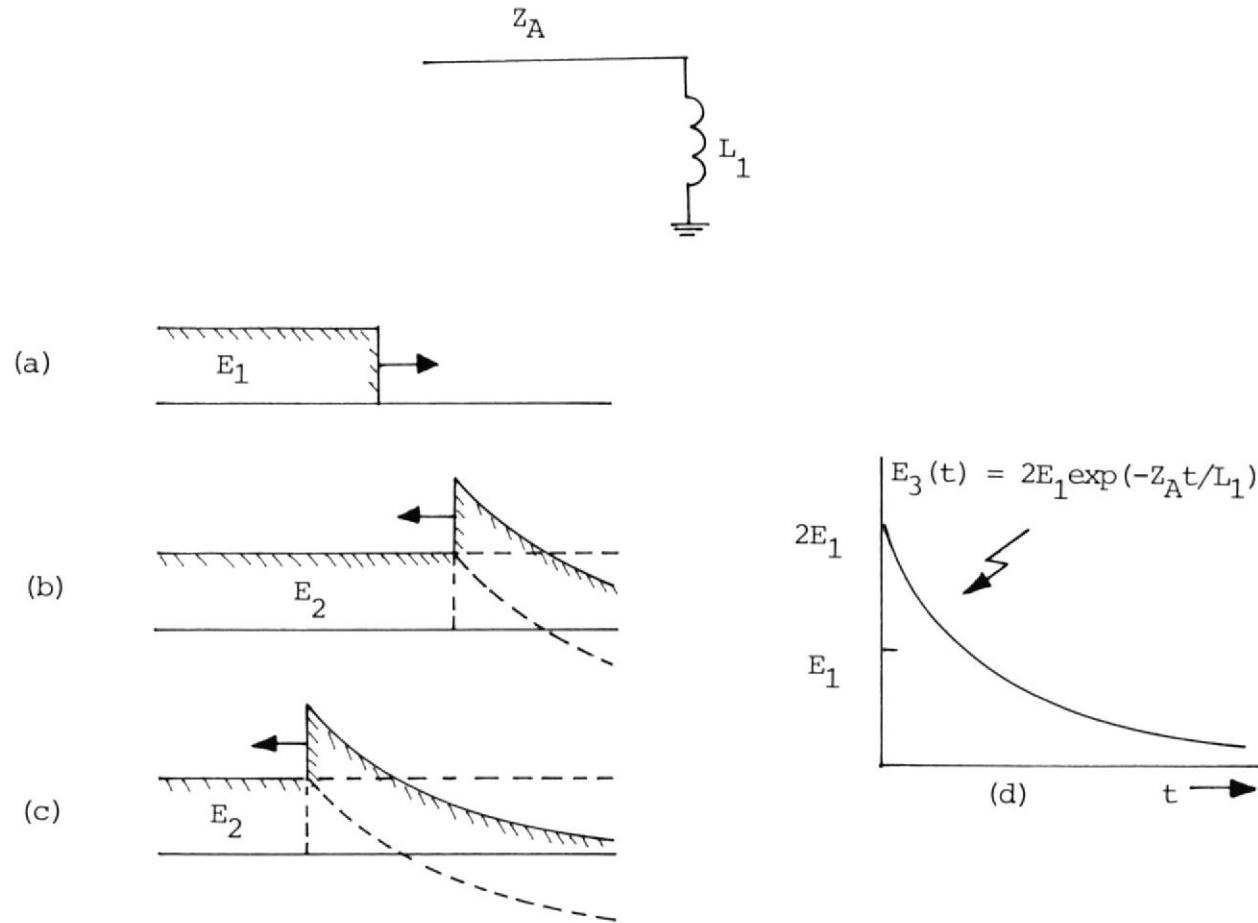 Z_A
L_1
(a)
E_1
E_3(t) = 2E_1exp(-Z_At/L_1)
2E_1
(b)
E_2
E_1
(c)
E_2
(d)
t